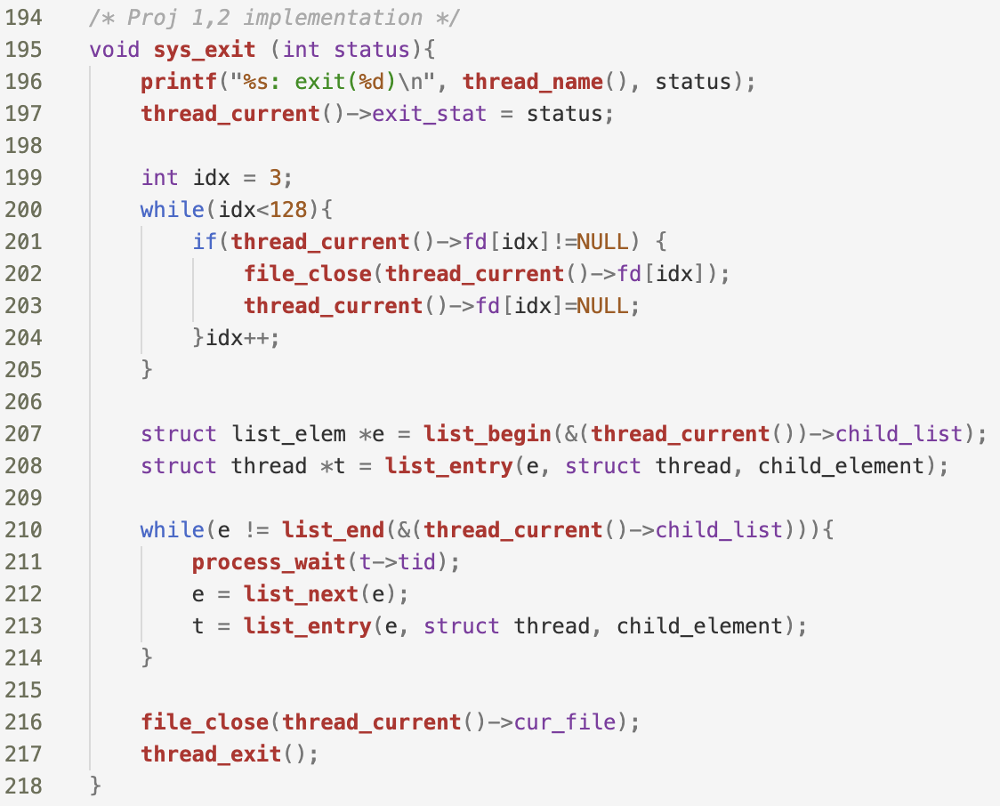 194 /* Proj 1,2 implementation */
195 void sys_exit (int status){
196     printf("%s: exit(%d)\n", thread_name(), status);
197     thread_current()->exit_stat = status;
198
199     int idx = 3;
200     while(idx<128){
201         if(thread_current()->fd[idx]!=NULL) {
202             file_close(thread_current()->fd[idx]);
203             thread_current()->fd[idx]=NULL;
204         }idx++;
205     }
206
207     struct list_elem *e = list_begin(&(thread_current())->child_list);
208     struct thread *t = list_entry(e, struct thread, child_element);
209
210     while(e != list_end(&(thread_current()->child_list))){
211         process_wait(t->tid);
212         e = list_next(e);
213         t = list_entry(e, struct thread, child_element);
214     }
215
216     file_close(thread_current()->cur_file);
217     thread_exit();
218 }